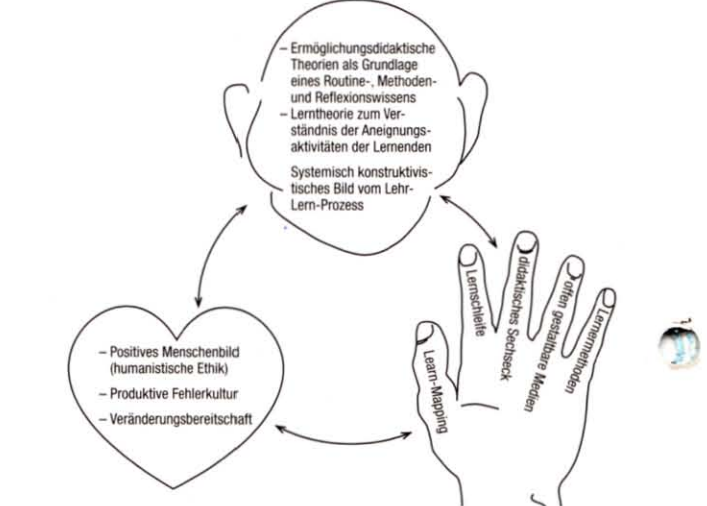 – Ermöglichungsdidaktische
Theorien als Grundlage
eines Routine-, Methoden-
und Reflexionswissens
– Lerntheorie zum Ver-
ständnis der Aneignungs-
aktivitäten der Lernenden
Systemisch konstruktivis-
tisches Bild vom Lehr-
Lern-Prozess
– Positives Menschenbild
(humanistische Ethik)
– Produktive Fehlerkultur
– Veränderungsbereitschaft
Learn-Mapping
Lernschleife
didaktisches Sechseck
offen gestaltbare Medien
Lernermethoden